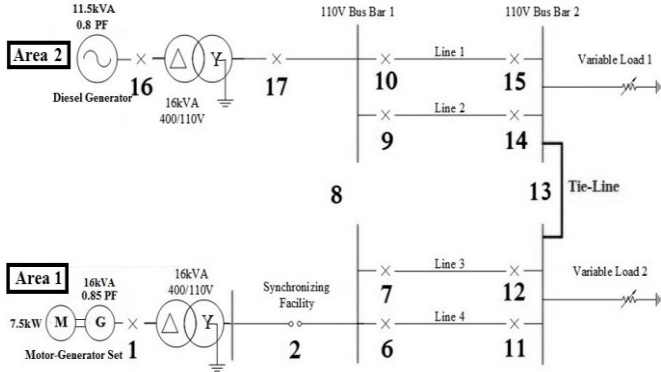 11.5kVA
0.8 PF
110V Bus Bar 1
110V Bus Bar 2
Area 2
Δ
Y
Line 1
Variable Load 1
16
17
10
15
Diesel Generator
16kVA
400/110V
Line 2
9
14
8
13
Tie-Line
Area 1
16kVA
0.85 PF
16kVA
400/110V
Synchronizing
Facility
Line 3
Variable Load 2
7
12
7.5kW
M
G
Δ
Y
Line 4
Motor-Generator Set
1
2
6
11